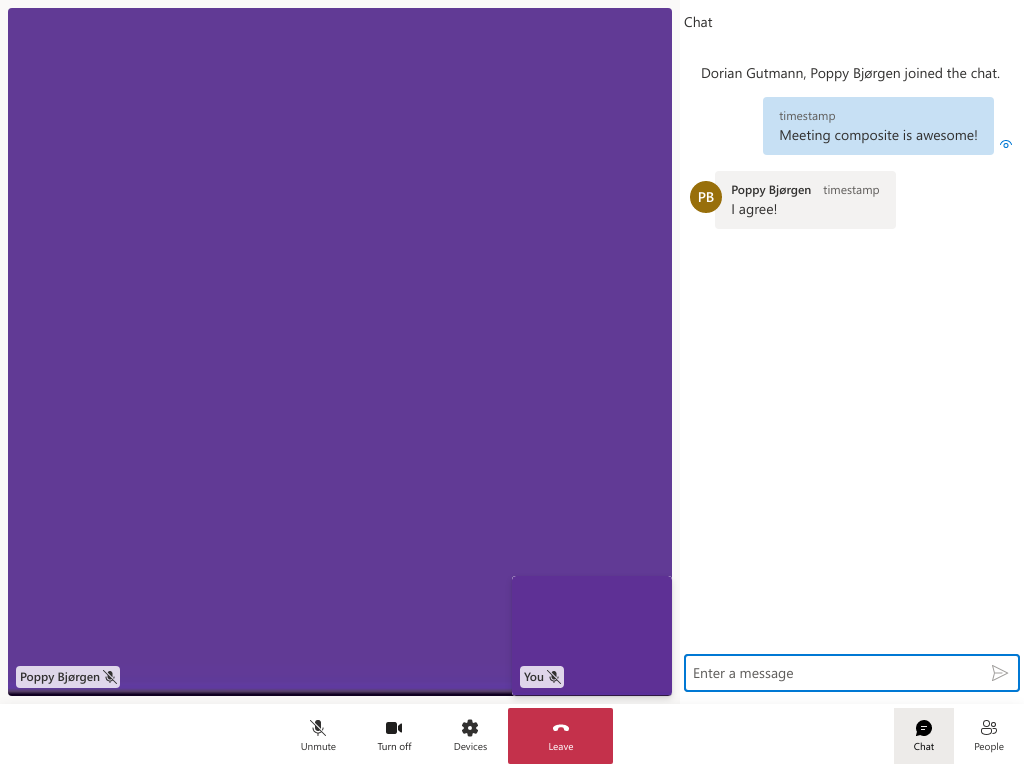 Chat
Dorian Gutmann, Poppy Bjørgen joined the chat.
timestamp
Meeting composite is awesome!
PB
Poppy Bjørgen timestamp
I agree!
Poppy Bjørgen
You
Enter a message
Unmute
Turn off
Devices
Leave
Chat
People